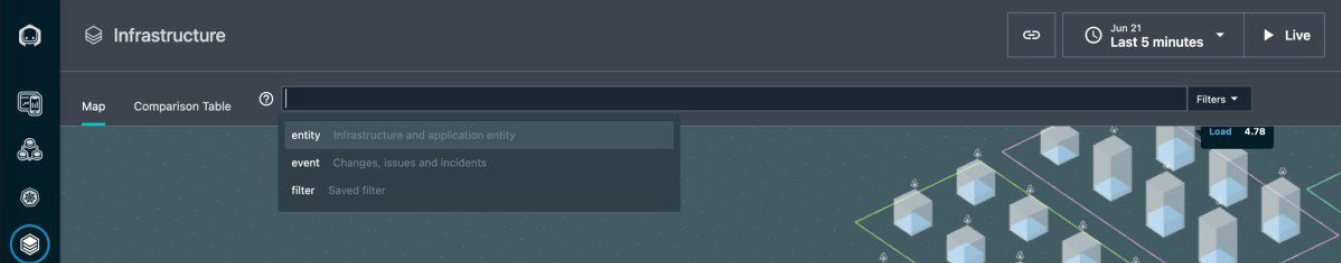 Infrastructure
Jun 21
Last 5 minutes
Live
Map
Comparison Table
Filters
entity Infrastructure and application entity
event Changes, issues and incidents
filter Saved filter
Load 4.78